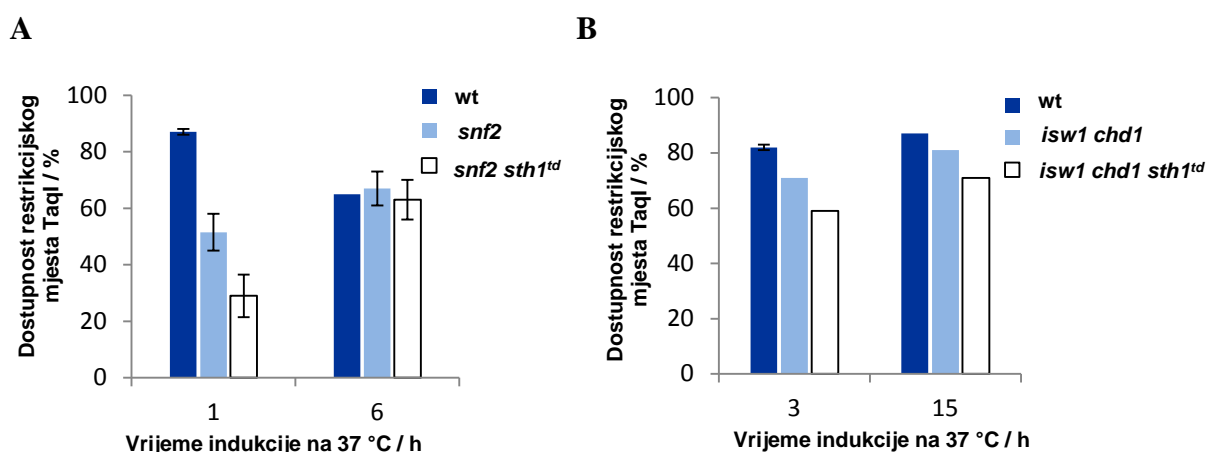 A
Dostupnost restrikcijskog
mjesta TaqI / %
100
80
60
40
20
0
1
6
Vrijeme indukcije na 37 °C / h
wt
snf2
snf2 sth1td
B
Dostupnost restrikcijskog
mjesta TaqI / %
100
80
60
40
20
0
3
15
Vrijeme indukcije na 37 °C / h
wt
isw1 chd1
isw1 chd1 sth1td